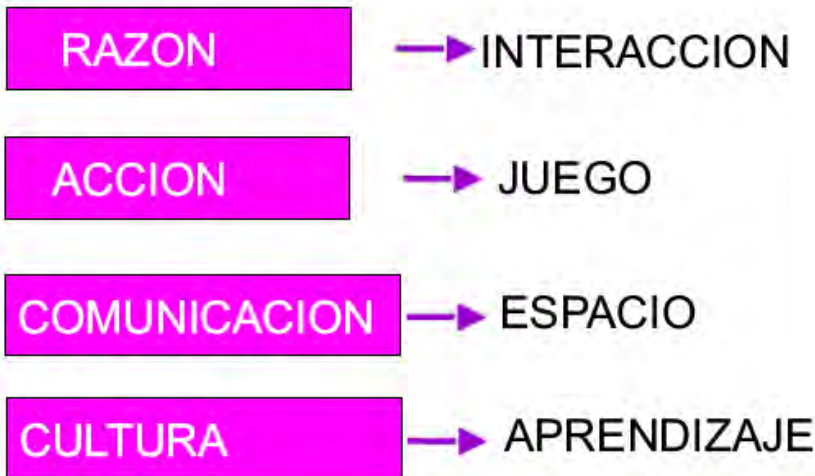 RAZON INTERACCION
ACCION JUEGO
COMUNICACION ESPACIO
CULTURA APRENDIZAJE